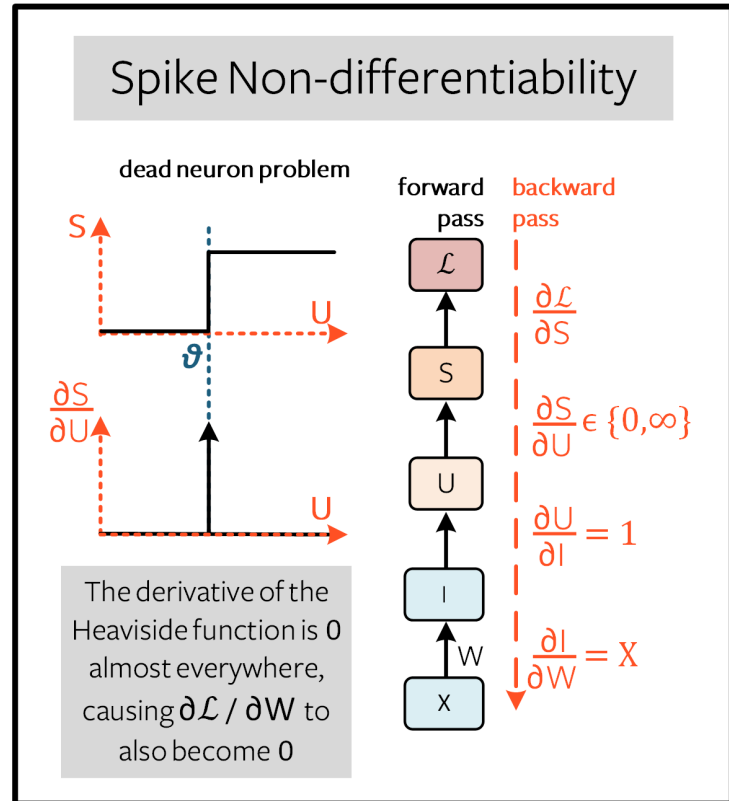 Spike Non-differentiability
dead neuron problem
S
U
ϑ
∂S
∂U
U
The derivative of the
Heaviside function is 0
almost everywhere,
causing ∂ℒ / ∂W to
also become 0
forward
pass
backward
pass
ℒ
S
U
I
W
X
∂ℒ
∂S
∂S
∂U ∈ {0,∞}
∂U
∂I = 1
∂I
∂W = X